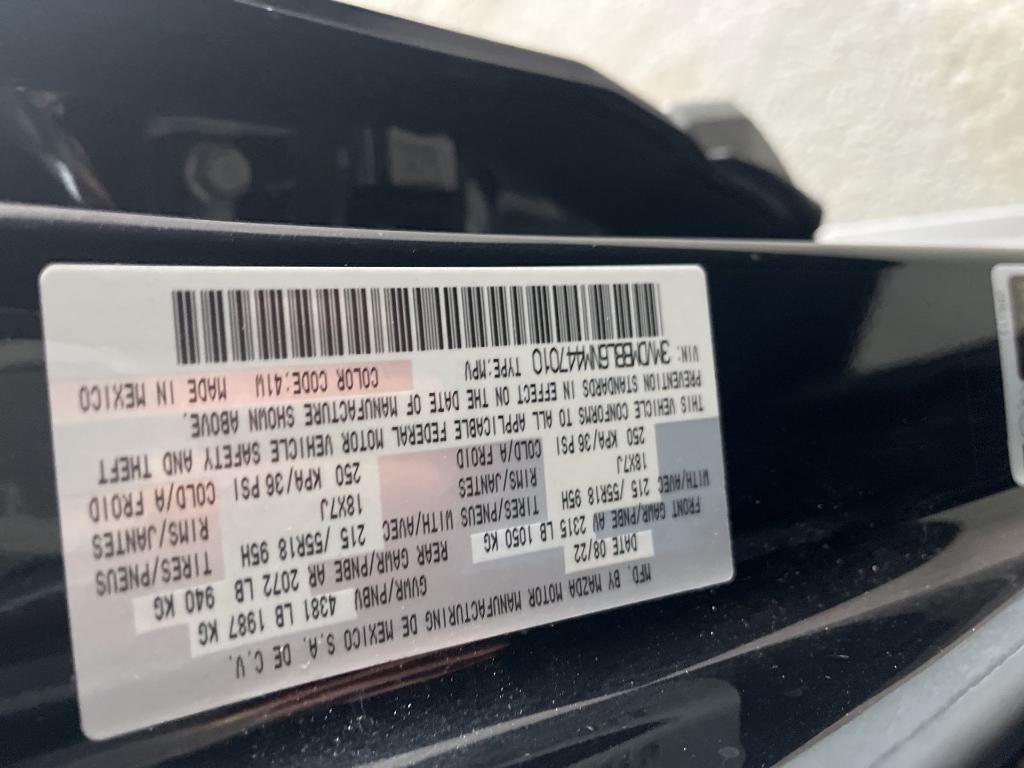 MFD. BY MAZDA MOTOR MANUFACTURING DE MEXICO S.A. DE C.V.
DATE 08/22 GVWR/PNBV 4381 LB 1987 KG
FRONT GAWR/PNBE AV 2315 LB 1050 KG REAR GAWR/PNBE AR 2072 LB 940 KG
WITH/AVEC 215 /55R18 95H TIRES/PNEUS WITH/AVEC 215 /55R18 95H TIRES/PNEUS
18X7J RIMS/JANTES 18X7J RIMS/JANTES
250 KPA/36 PSI COLD/A FROID 250 KPA/36 PSI COLD/A FROID
THIS VEHICLE CONFORMS TO ALL APPLICABLE FEDERAL MOTOR VEHICLE SAFETY AND THEFT
PREVENTION STANDARDS IN EFFECT ON THE DATE OF MANUFACTURE SHOWN ABOVE.
VIN: 3MVDMBBL6NM447010 TYPE:MPV COLOR CODE:41W MADE IN MEXICO